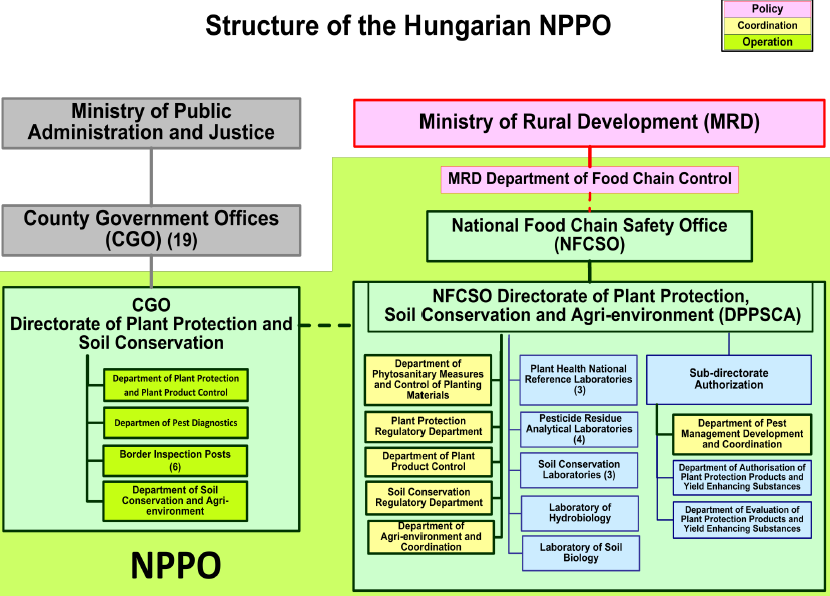 Structure of the Hungarian NPPO
Policy
Coordination
Operation
Ministry of Public
Administration and Justice
Ministry of Rural Development (MRD)
MRD Department of Food Chain Control
County Government Offices
(CGO) (19)
National Food Chain Safety Office
(NFCSO)
CGO
Directorate of Plant Protection and
Soil Conservation
Department of Plant Protection
and Plant Product Control
Departmen of Pest Diagnostics
Border Inspection Posts
(6)
Department of Soil
Conservation and Agri-
environment
NPPO
NFCSO Directorate of Plant Protection,
Soil Conservation and Agri-environment (DPPSCA)
Department of
Phytosanitary Measures
and Control of Planting
Materials
Plant Protection
Regulatory Department
Department of Plant
Product Control
Soil Conservation
Regulatory Department
Department of
Agri-environment and
Coordination
Plant Health National
Reference Laboratories
(3)
Pesticide Residue
Analytical Laboratories
(4)
Soil Conservation
Laboratories (3)
Laboratory of
Hydrobiology
Laboratory of Soil
Biology
Sub-directorate
Authorization
Department of Pest
Management Development
and Coordination
Department of Authorisation of
Plant Protection Products and
Yield Enhancing Substances
Department of Evaluation of
Plant Protection Products and
Yield Enhancing Substances